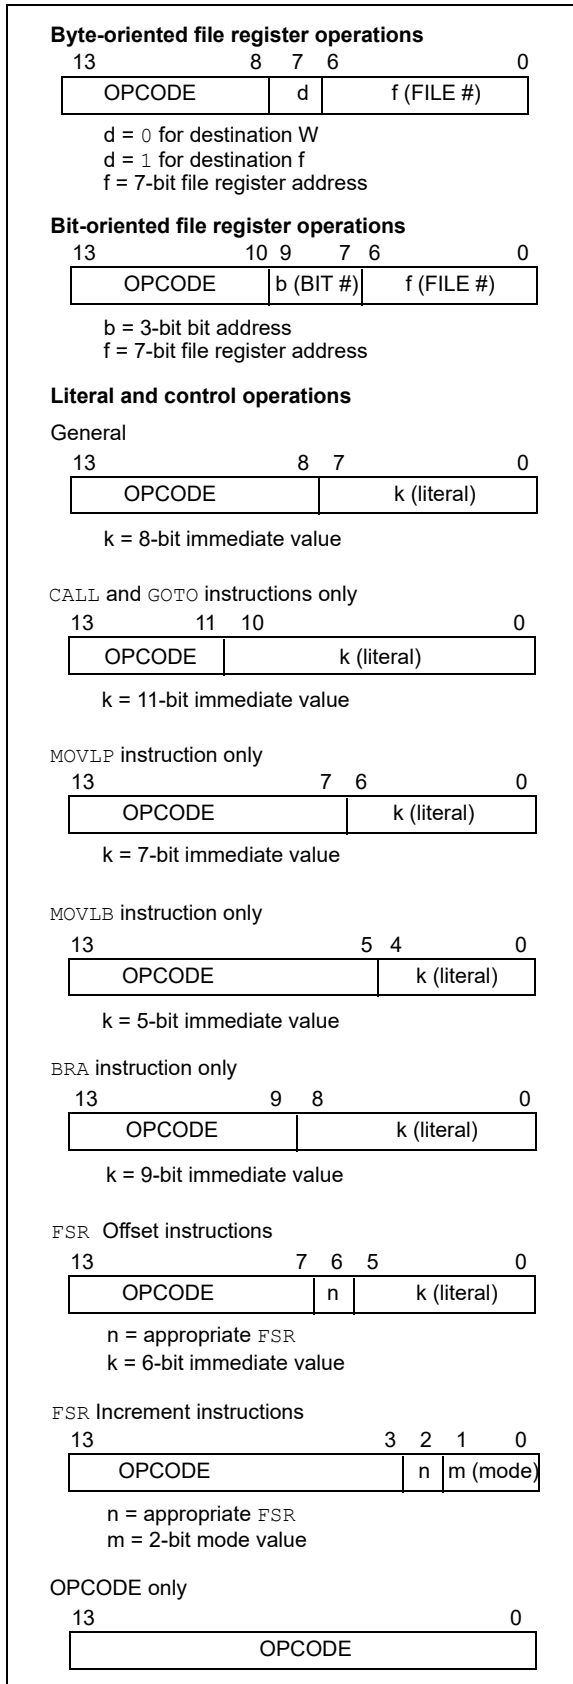 Byte-oriented file register operations
13 8 7 6 0
OPCODE d f (FILE #)
d = 0 for destination W
d = 1 for destination f
f = 7-bit file register address
Bit-oriented file register operations
13 10 9 7 6 0
OPCODE b (BIT #) f (FILE #)
b = 3-bit bit address
f = 7-bit file register address
Literal and control operations
General
13 8 7 0
OPCODE k (literal)
k = 8-bit immediate value
CALL and GOTO instructions only
13 11 10 0
OPCODE k (literal)
k = 11-bit immediate value
MOVLP instruction only
13 7 6 0
OPCODE k (literal)
k = 7-bit immediate value
MOVLB instruction only
13 5 4 0
OPCODE k (literal)
k = 5-bit immediate value
BRA instruction only
13 9 8 0
OPCODE k (literal)
k = 9-bit immediate value
FSR Offset instructions
13 7 6 5 0
OPCODE n k (literal)
n = appropriate FSR
k = 6-bit immediate value
FSR Increment instructions
13 3 2 1 0
OPCODE n m (mode)
n = appropriate FSR
m = 2-bit mode value
OPCODE only
13 0
OPCODE